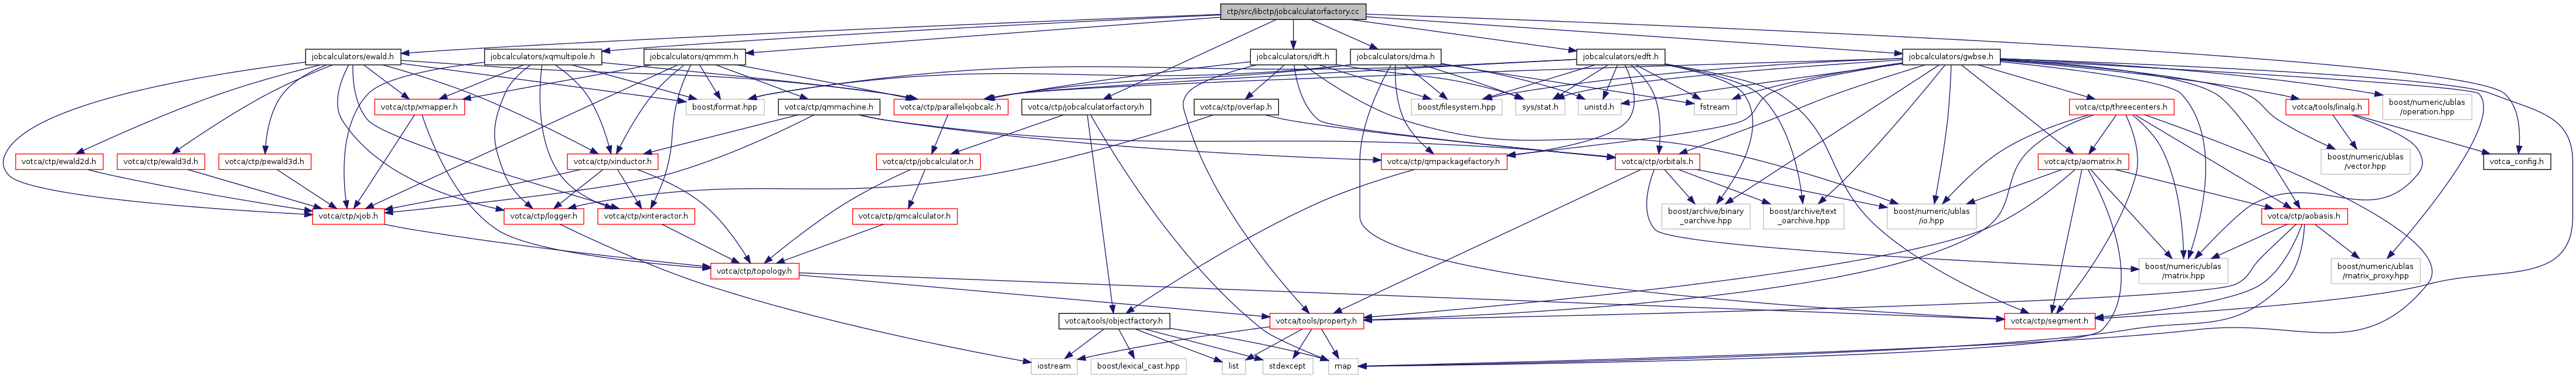 ctp/src/libctp/jobcalculatorfactory.cc
jobcalculators/ewald.h
jobcalculators/xqmultipole.h
jobcalculators/qmmm.h
jobcalculators/idft.h
jobcalculators/dma.h
jobcalculators/edft.h
jobcalculators/gwbse.h
votca/ctp/xmapper.h
boost/format.hpp
votca/ctp/qmmachine.h
votca/ctp/parallelxjobcalc.h
votca/ctp/jobcalculatorfactory.h
votca/ctp/overlap.h
boost/filesystem.hpp
sys/stat.h
unistd.h
fstream
votca/ctp/threecenters.h
votca/tools/linalg.h
boost/numeric/ublas
/operation.hpp
votca/ctp/ewald2d.h
votca/ctp/ewald3d.h
votca/ctp/pewald3d.h
votca/ctp/xinductor.h
votca/ctp/jobcalculator.h
votca/ctp/qmpackagefactory.h
votca/ctp/orbitals.h
votca/ctp/aomatrix.h
boost/numeric/ublas
/vector.hpp
votca_config.h
votca/ctp/xjob.h
votca/ctp/logger.h
votca/ctp/xinteractor.h
votca/ctp/qmcalculator.h
boost/archive/binary
_oarchive.hpp
boost/archive/text
_oarchive.hpp
boost/numeric/ublas
/io.hpp
votca/ctp/aobasis.h
votca/ctp/topology.h
boost/numeric/ublas
/matrix.hpp
boost/numeric/ublas
/matrix_proxy.hpp
votca/tools/objectfactory.h
votca/tools/property.h
votca/ctp/segment.h
iostream
boost/lexical_cast.hpp
list
stdexcept
map